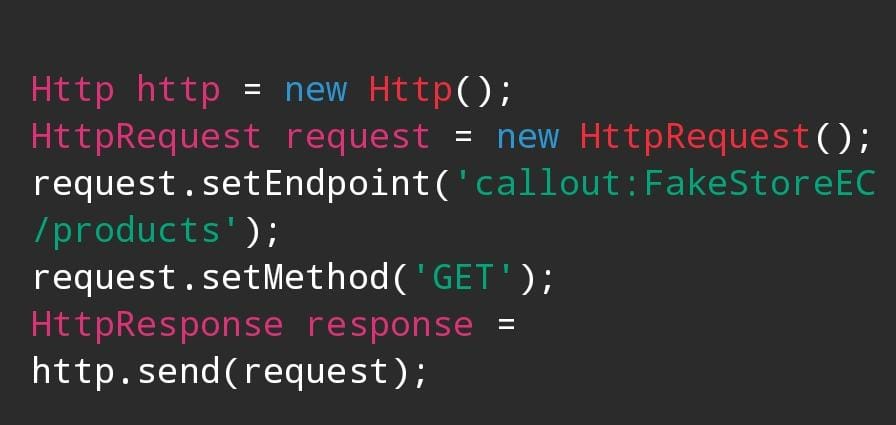 Http http = new Http();
HttpRequest request = new HttpRequest();
request.setEndpoint('callout:FakeStoreEC
/products');
request.setMethod('GET');
HttpResponse response =
http.send(request);